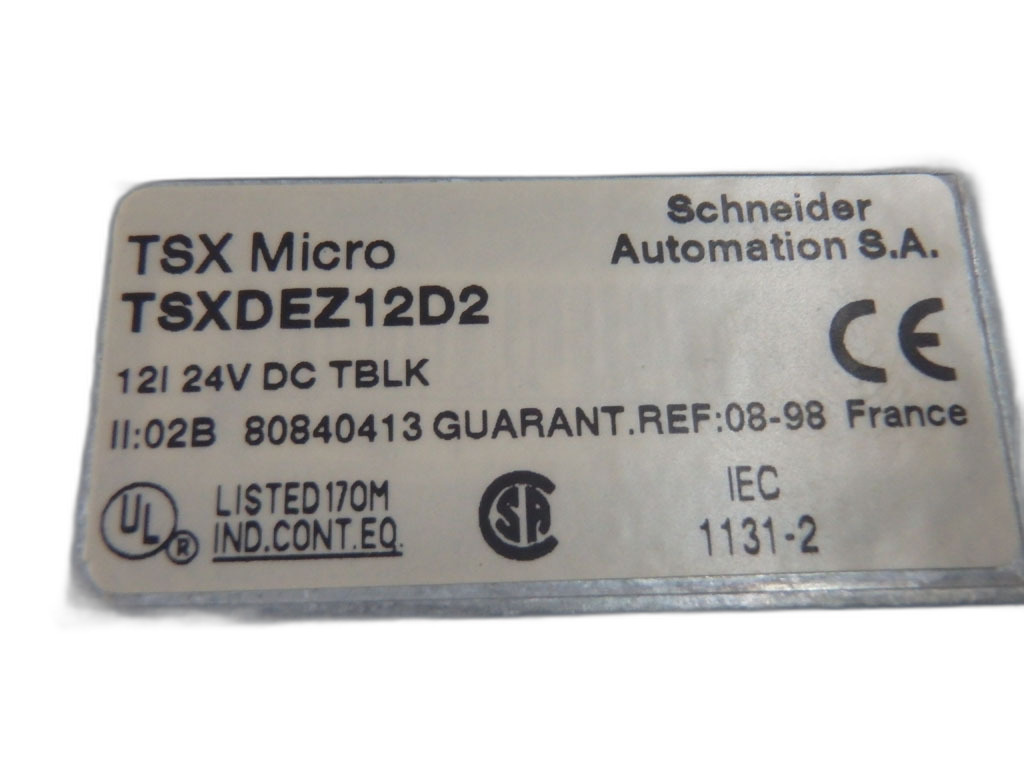 TSX Micro
Schneider
Automation S.A.
TSXDEZ12D2
CE
12I 24V DC TBLK
II:02B 80840413 GUARANT.REF:08-98 France
UL ® LISTED 170M
IND.CONT.EQ.
CSA
IEC
1131-2